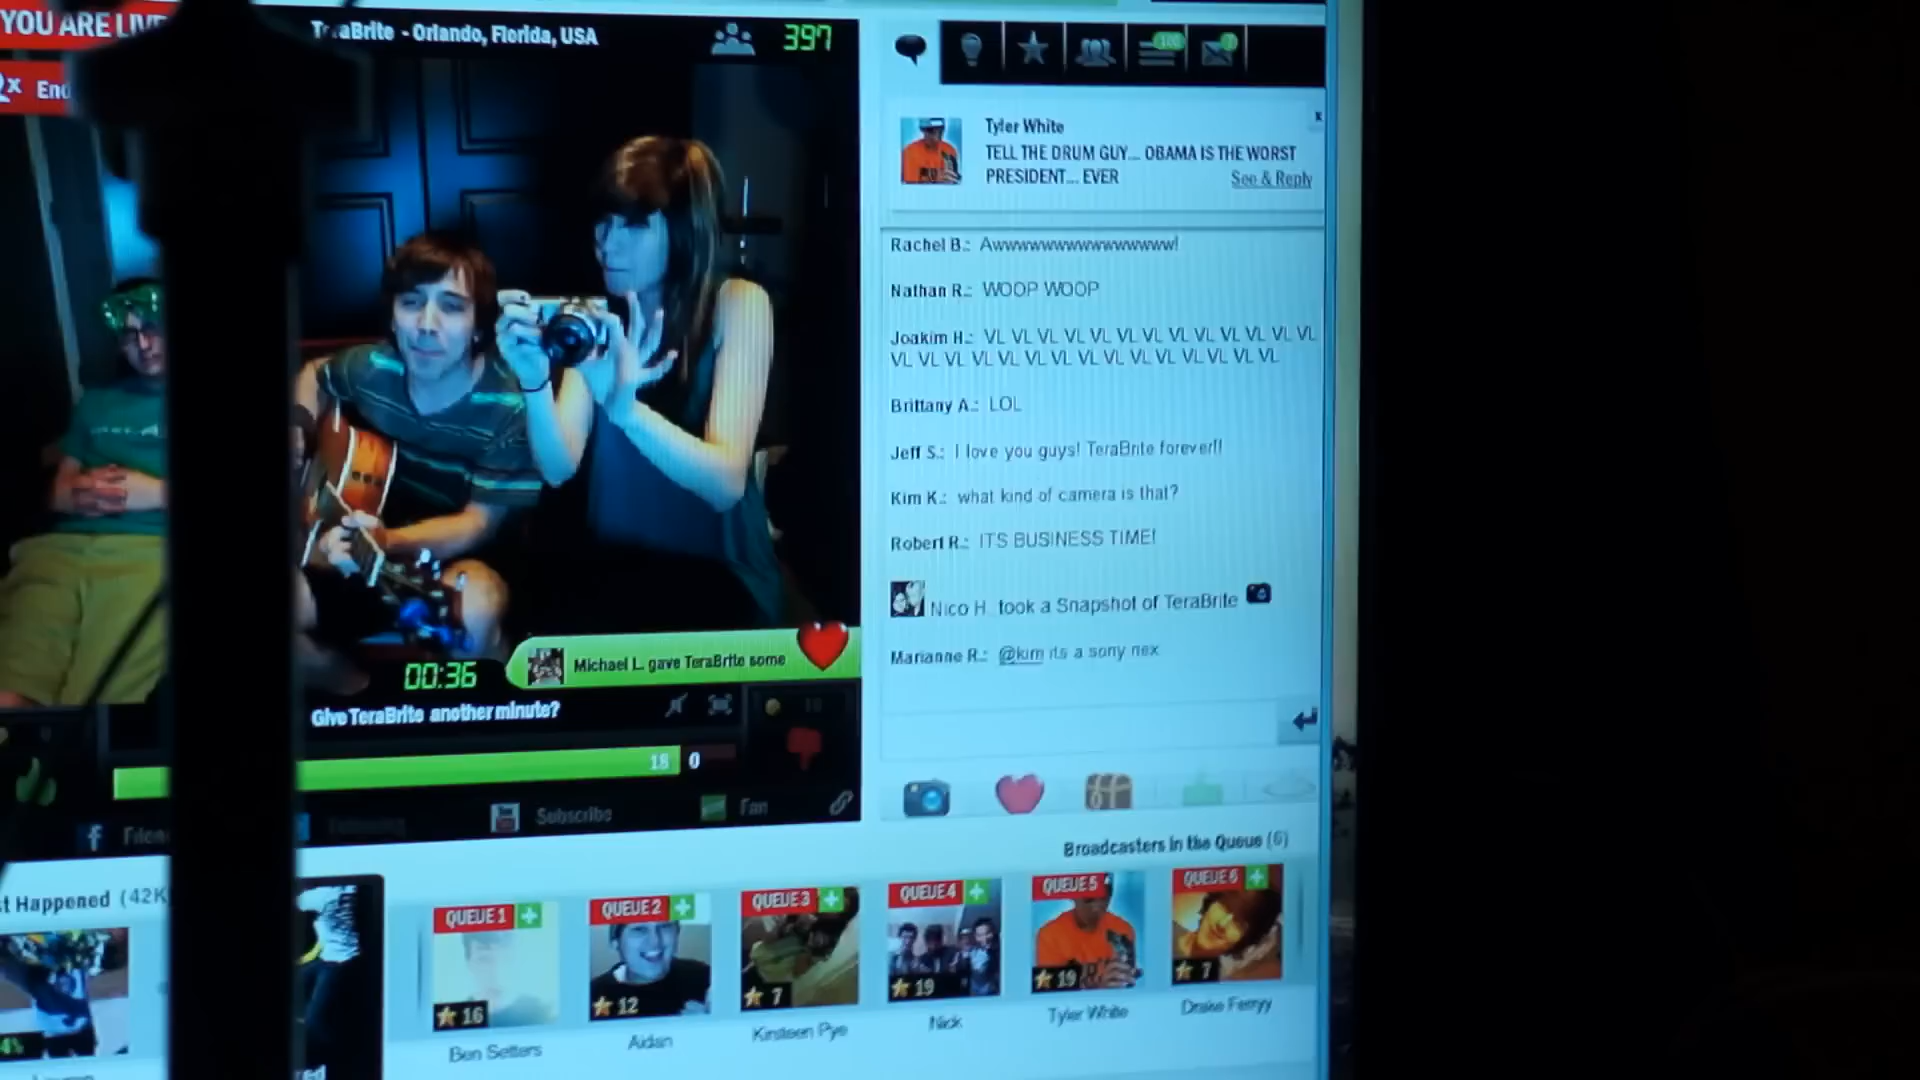 YOU ARE LIVE
TeraBrite - Orlando, Florida, USA
397
x End
Tyler White
TELL THE DRUM GUY.... OBAMA IS THE WORST
PRESIDENT.... EVER
See & Reply
Rachel B.: Awwwwwwwwwwwwwww!
Nathan R.: WOOP WOOP
Joakim H.: VL VL VL VL VL VL VL VL VL VL VL VL VL
VL VL VL VL VL VL VL VL VL VL VL VL VL VL VL
Brittany A.: LOL
Jeff S.: I love you guys! TeraBrite forever!!
Kim K.: what kind of camera is that?
Robert R.: ITS BUSINESS TIME!
Nico H. took a Snapshot of TeraBrite
Marianne R.: @kim its a sony nex
Michael L. gave TeraBrite some
00:36
Give TeraBrite another minute?
18 0
Subscribe
Fan
Broadcasters in the Queue (6)
t Happened (42K
QUEUE 1
QUEUE 2
QUEUE 3
QUEUE 4
QUEUE 5
QUEUE 6
16
12
7
19
19
7
Ben Setters
Aidan
Kirsteen Pye
Nick
Tyler White
Drake Ferryy